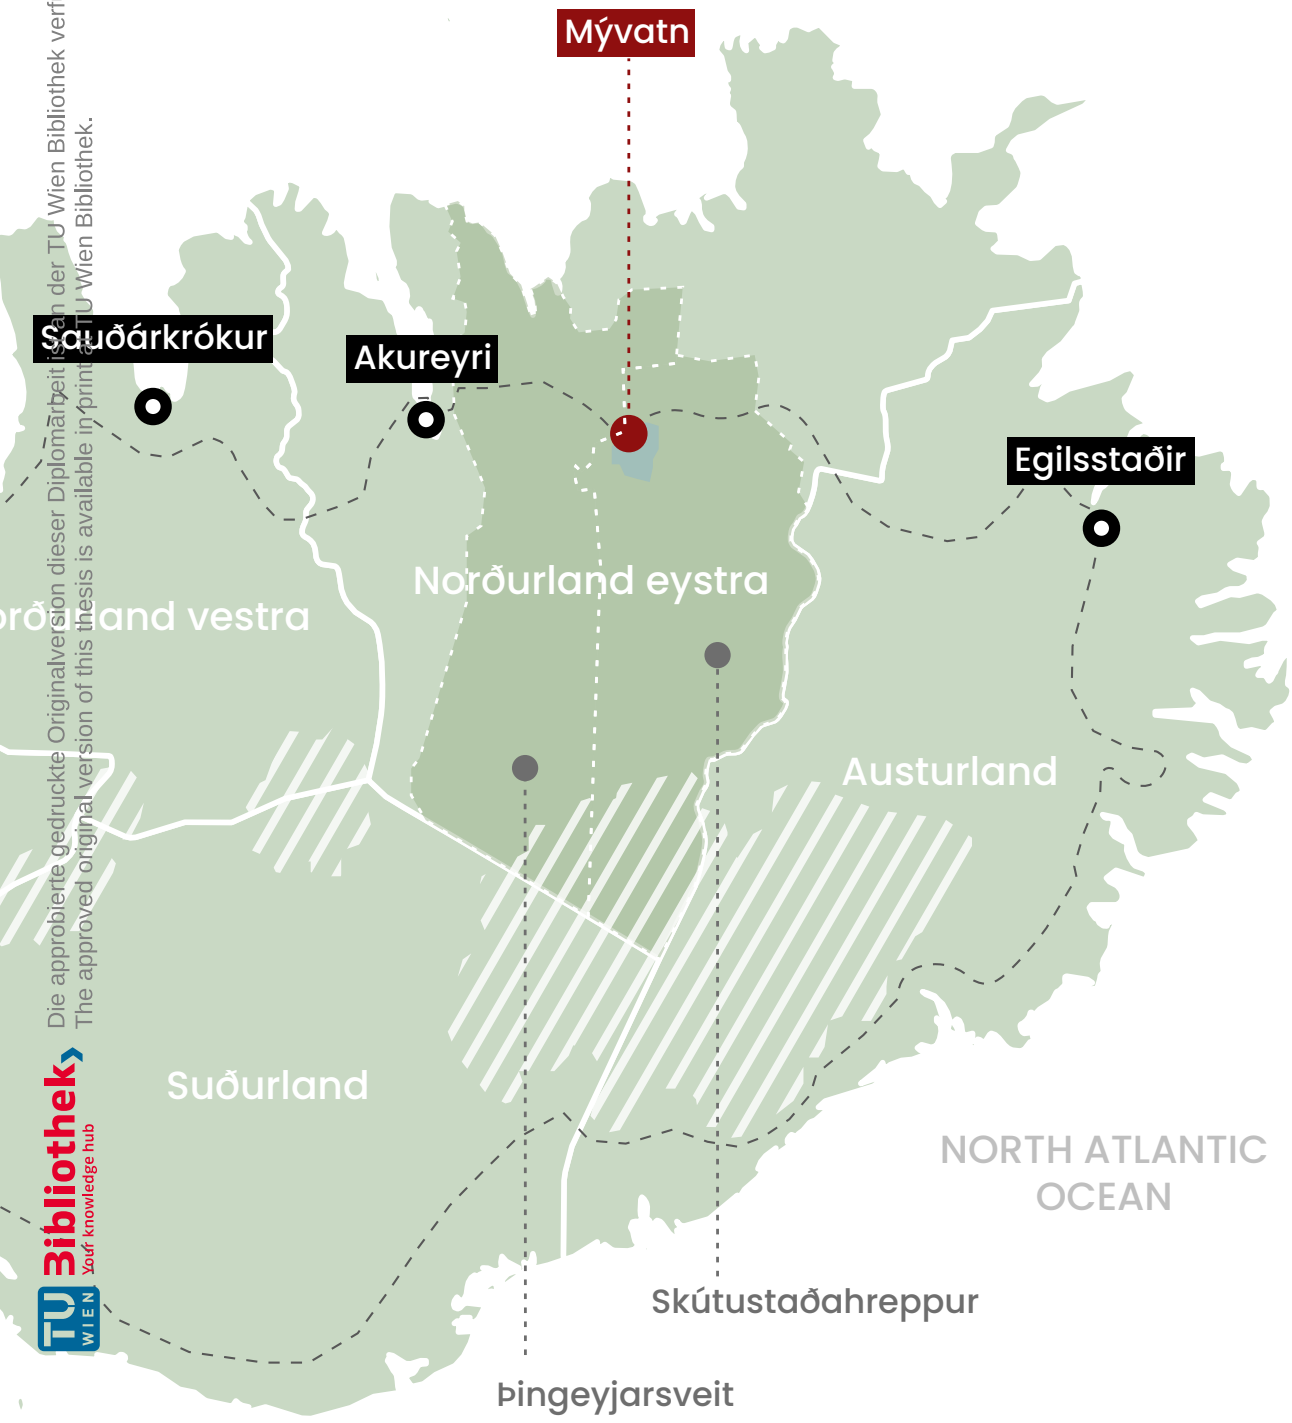 Mývatn
Sauðárkrókur
Akureyri
Egilsstaðir
Norðurland eystra
orðurland vestra
Austurland
Suðurland
NORTH ATLANTIC
OCEAN
Skútustaðahreppur
Þingeyjarsveit
Die approbierte gedruckte Originalversion dieser Diplomarbeit ist an der TU Wien Bibliothek verf
The approved original version of this thesis is available in print at TU Wien Bibliothek.
Bibliothek
Your knowledge hub
TU
WIEN